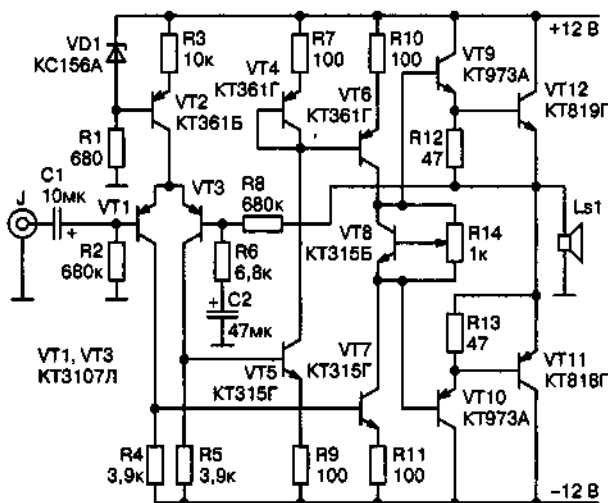 VD1
КС156А
R3
10к
R7
100
R10
100
+12 В
VT4
КТ361Г
VT6
КТ361Г
VT9
КТ973А
VT12
КТ819Г
VT2
КТ361Б
R1
680
R12
47
C1
10мк
+
J
VT1
VT3
R8
680к
Ls1
R2
680к
R6
6,8к
VT8
КТ315Б
R14
1к
+
C2
47мк
R13
47
VT1, VT3
КТ3107Л
VT5
КТ315Г
VT7
КТ315Г
VT11
КТ818Г
VT10
КТ973А
R4
3,9к
R5
3,9к
R9
100
R11
100
−12 В